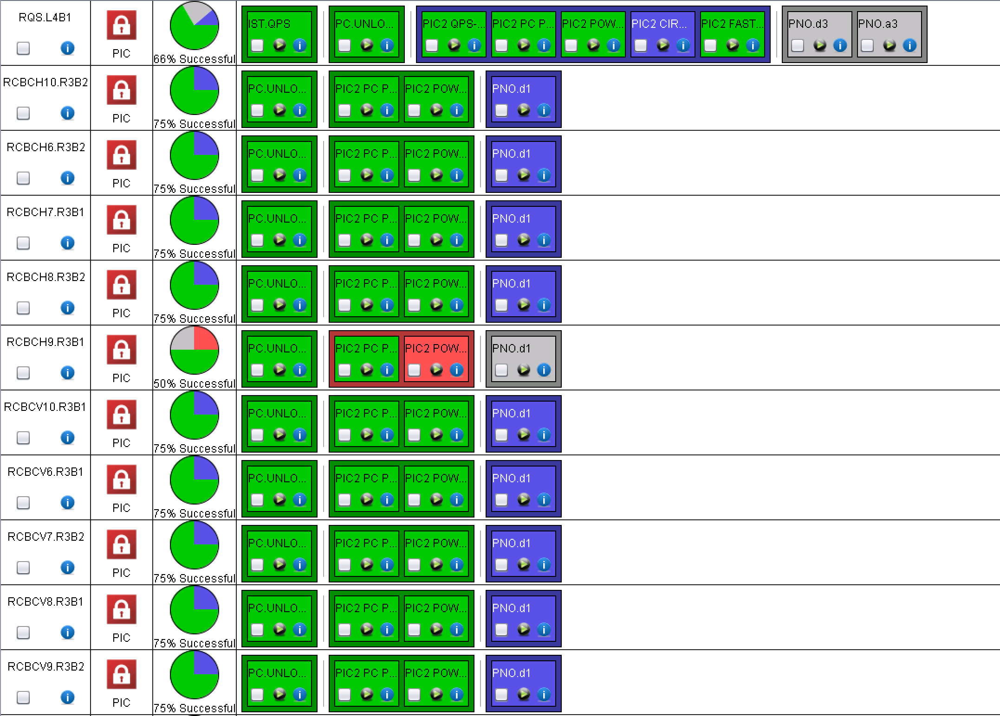 RQS.L4B1 PIC 66% Successful IST.QPS PC.UNLO... PIC2 QPS-... PIC2 PC P... PIC2 POW... PIC2 CIR... PIC2 FAST... PNO.d3 PNO.a3
RCBCH10.R3B2 PIC 75% Successful PC.UNLO... PIC2 PC P... PIC2 POW... PNO.d1
RCBCH6.R3B2 PIC 75% Successful PC.UNLO... PIC2 PC P... PIC2 POW... PNO.d1
RCBCH7.R3B1 PIC 75% Successful PC.UNLO... PIC2 PC P... PIC2 POW... PNO.d1
RCBCH8.R3B2 PIC 75% Successful PC.UNLO... PIC2 PC P... PIC2 POW... PNO.d1
RCBCH9.R3B1 PIC 50% Successful PC.UNLO... PIC2 PC P... PIC2 POW... PNO.d1
RCBCV10.R3B1 PIC 75% Successful PC.UNLO... PIC2 PC P... PIC2 POW... PNO.d1
RCBCV6.R3B1 PIC 75% Successful PC.UNLO... PIC2 PC P... PIC2 POW... PNO.d1
RCBCV7.R3B2 PIC 75% Successful PC.UNLO... PIC2 PC P... PIC2 POW... PNO.d1
RCBCV8.R3B1 PIC 75% Successful PC.UNLO... PIC2 PC P... PIC2 POW... PNO.d1
RCBCV9.R3B2 PIC 75% Successful PC.UNLO... PIC2 PC P... PIC2 POW... PNO.d1